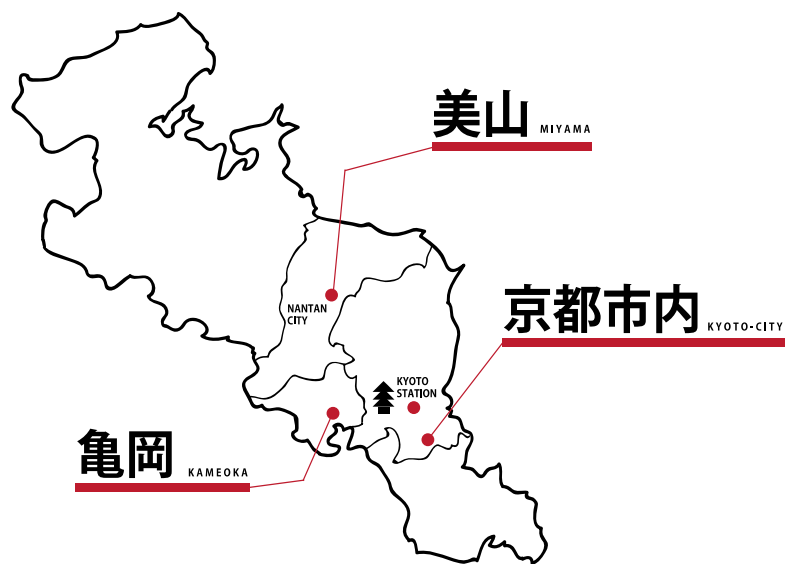 美山 MIYAMA
NANTAN
CITY
京都市内 KYOTO-CITY
KYOTO
STATION
亀岡 KAMEOKA